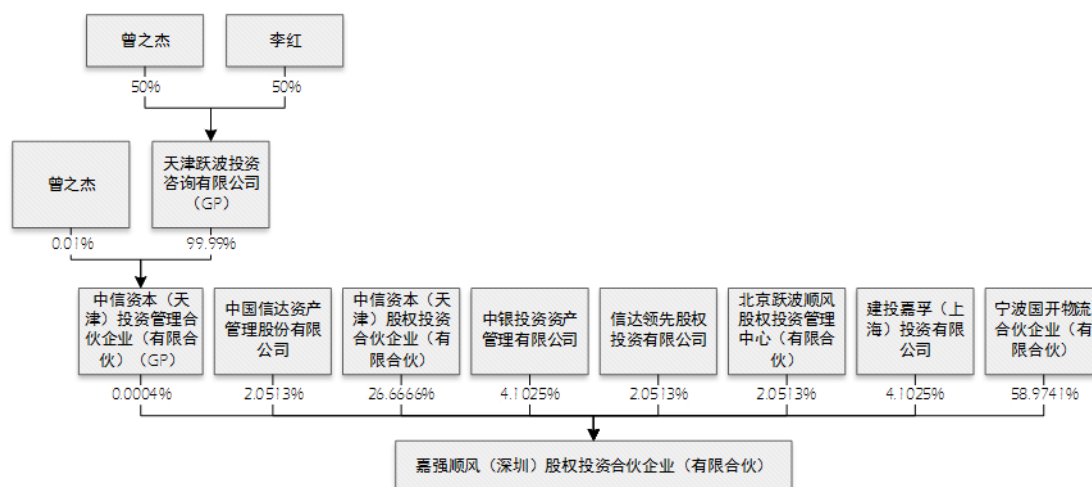 曾之杰
李红
50%
50%
曾之杰
天津跃波投资
咨询有限公司
（GP）
0.01%
99.99%
中信资本（天
津）投资管理合
伙企业（有限合
伙）（GP）
中国信达资产
管理股份有限
公司
中信资本（天
津）股权投资
合伙企业（有
限合伙）
中银投资资产
管理有限公司
信达领先股权
投资有限公司
北京跃波顺风
股权投资管理
中心（有限合
伙）
建投嘉孚（上
海）投资有限
公司
宁波国开物流
合伙企业（有
限合伙）
0.0004%
2.0513%
26.6666%
4.1025%
2.0513%
2.0513%
4.1025%
58.9741%
嘉强顺风（深圳）股权投资合伙企业（有限合伙）